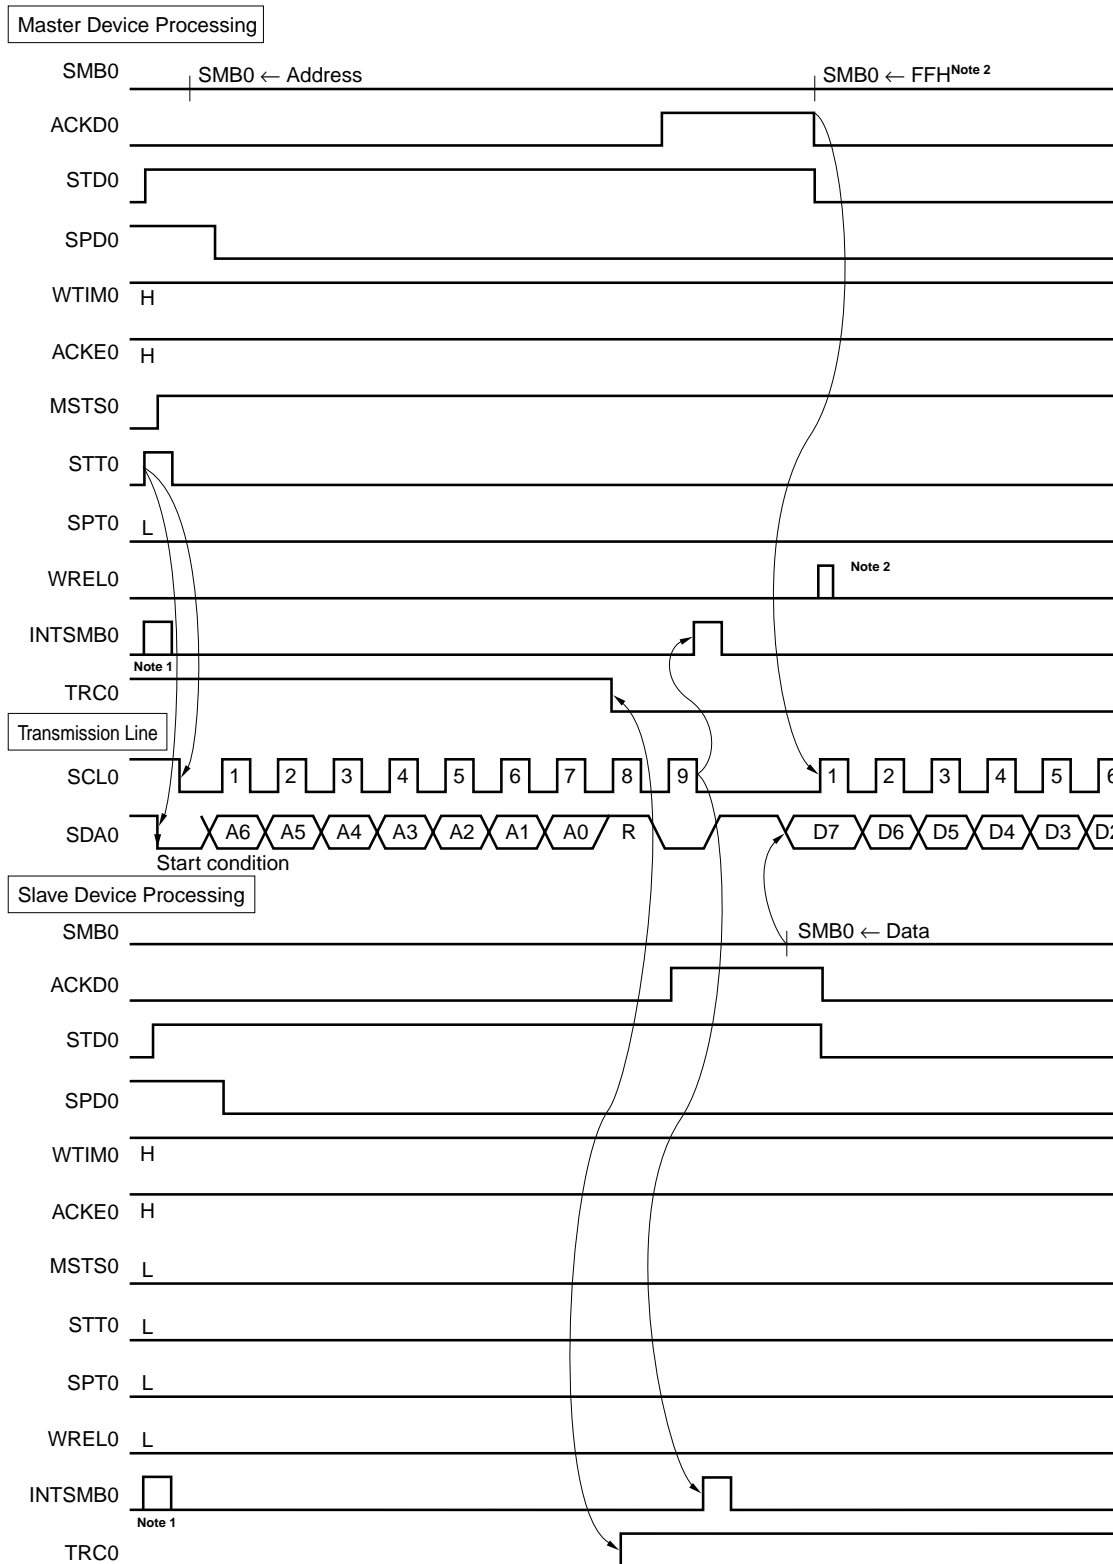 Master Device Processing
SMB0 SMB0 ← Address SMB0 ← FFH Note 2
ACKD0
STD0
SPD0
WTIM0 H
ACKE0 H
MSTS0
STT0
SPT0 L
WREL0 Note 2
INTSMB0
Note 1
TRC0
Transmission Line
SCL0 1 2 3 4 5 6 7 8 9 1 2 3 4 5 6
SDA0 A6 A5 A4 A3 A2 A1 A0 R D7 D6 D5 D4 D3 D2
Start condition
Slave Device Processing
SMB0 SMB0 ← Data
ACKD0
STD0
SPD0
WTIM0 H
ACKE0 H
MSTS0 L
STT0 L
SPT0 L
WREL0 L
INTSMB0
Note 1
TRC0